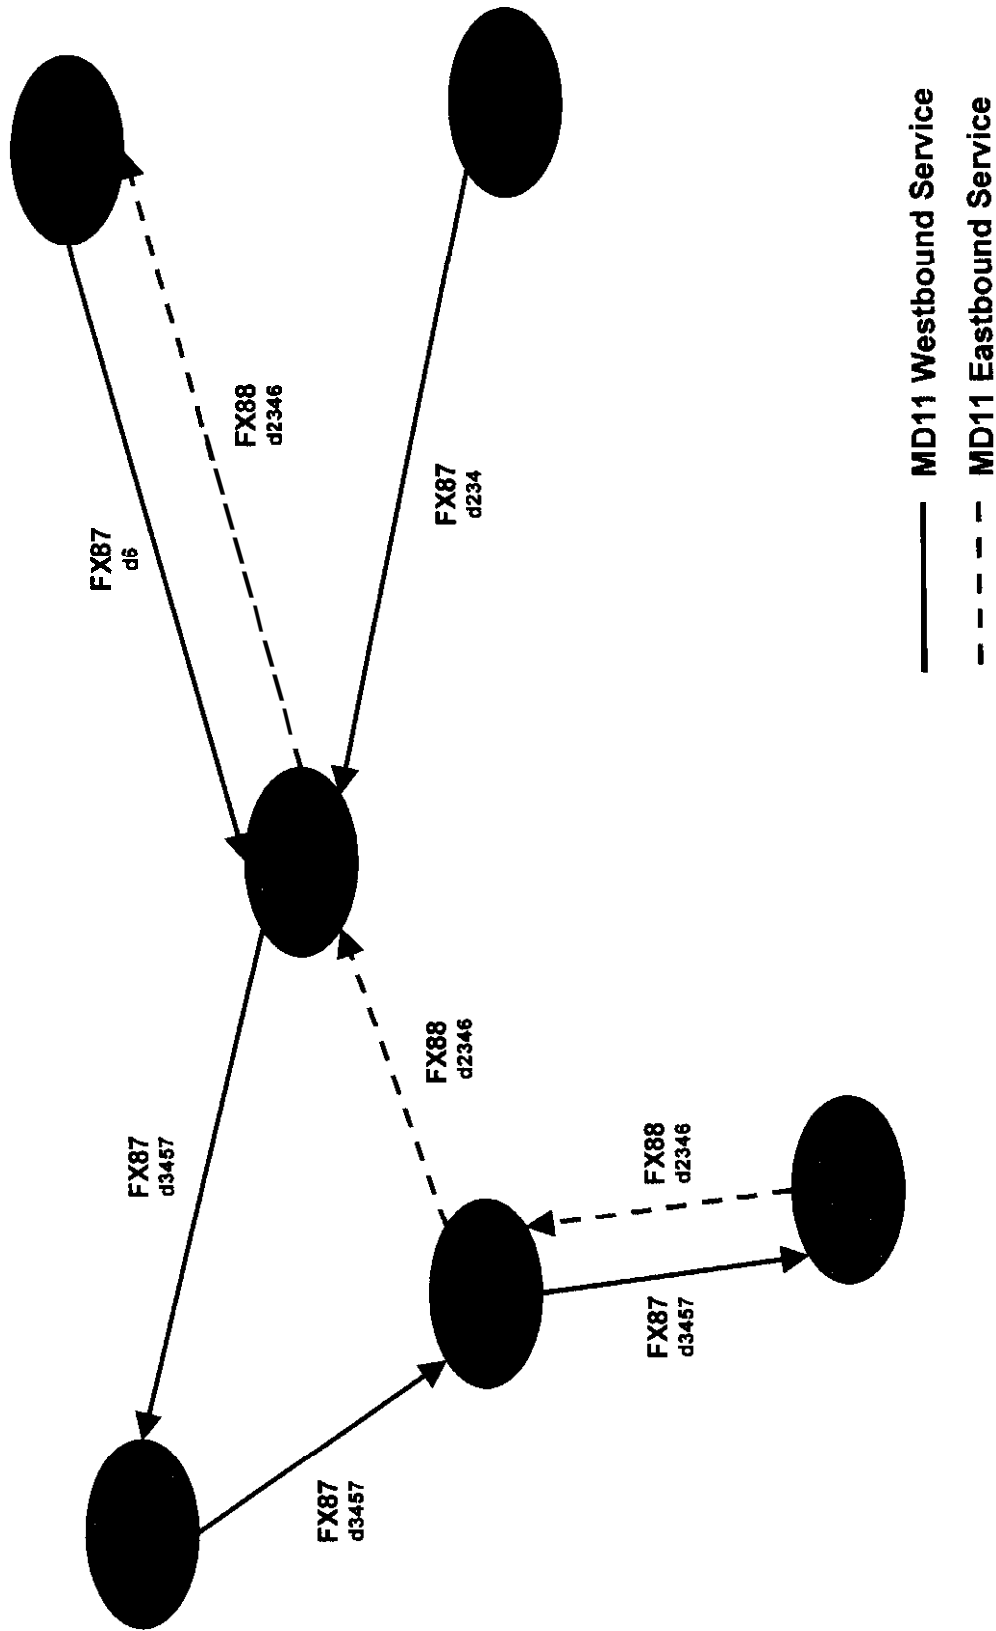 FX87
d6
FX87
d3457
FX88
d2346
FX87
d3457
FX88
d2346
FX87
d234
FX87
d3457
FX88
d2346
MD11 Westbound Service
MD11 Eastbound Service